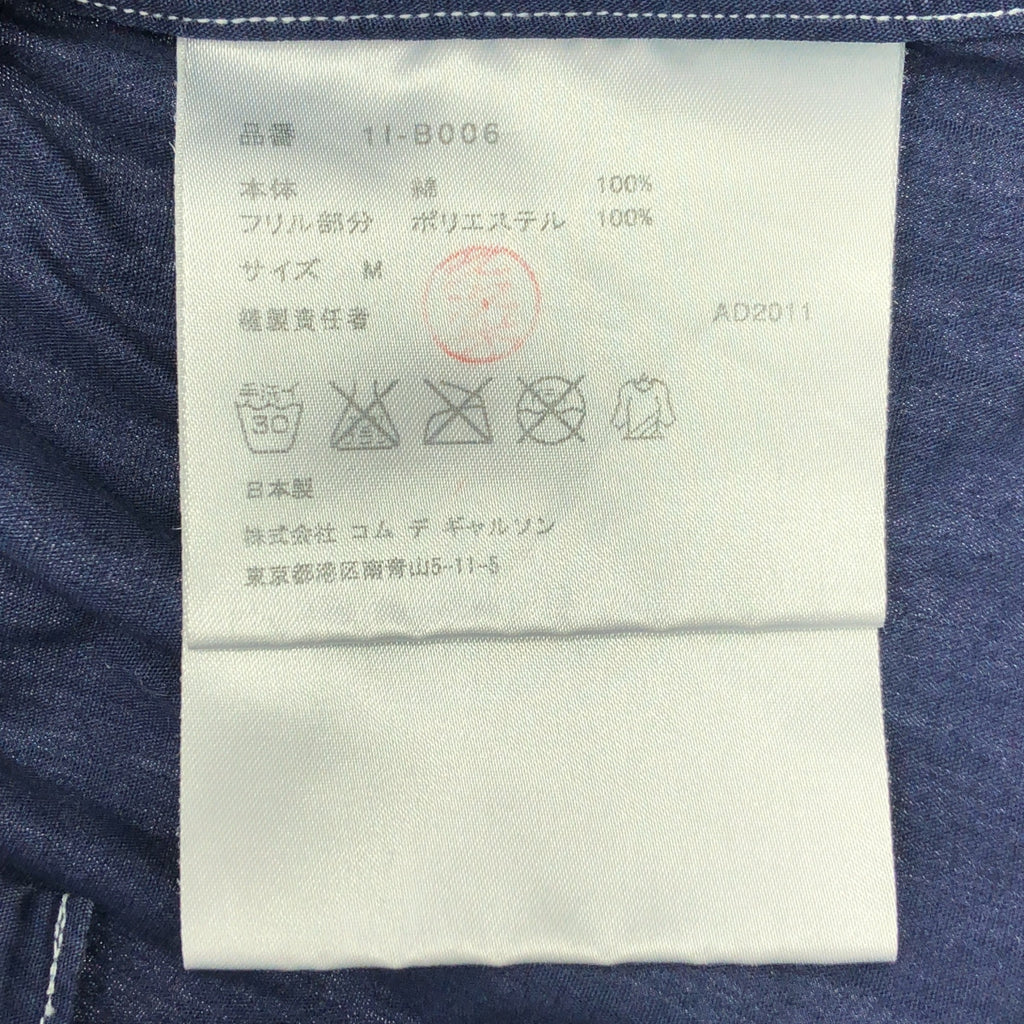 品番 1I-B006
本体 綿 100%
フリル部分 ポリエステル 100%
サイズ M
縫製責任者 AD2011
手洗イ
30
日本製
株式会社 コム デ ギャルソン
東京都港区南青山5-11-5